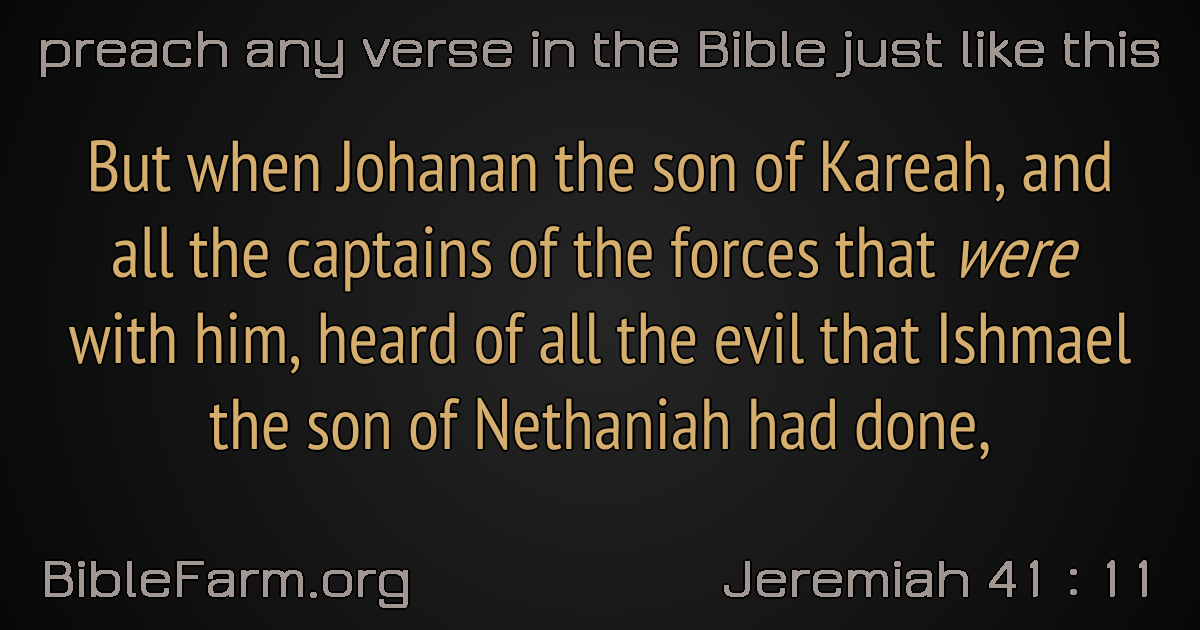 preach any verse in the Bible just like this
But when Johanan the son of Kareah, and
all the captains of the forces that were
with him, heard of all the evil that Ishmael
the son of Nethaniah had done,
BibleFarm.org
Jeremiah 41 : 11